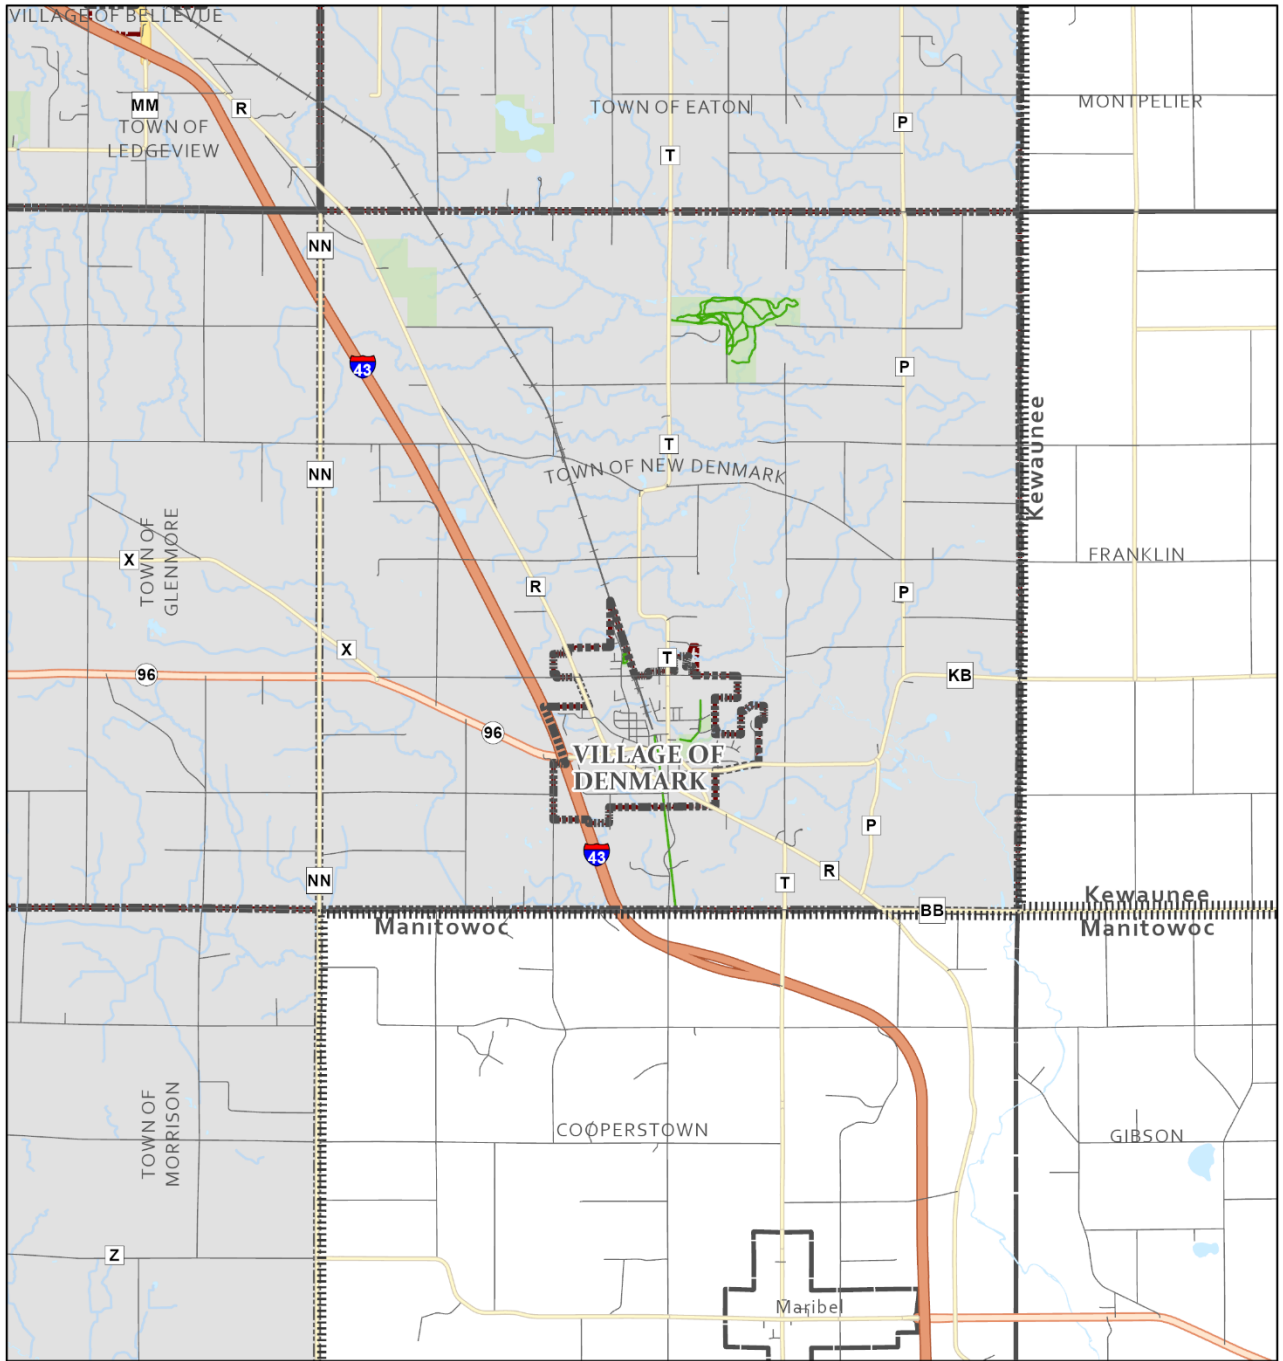 VILLAGE OF BELLEVUE
MM
R
TOWN OF EATON
MONTPELIER
P
TOWN OF
LEDGEVIEW
T
NN
43
P
Kewaunee
T
TOWN OF NEW DENMARK
NN
TOWN OF
GLENMORE
X
FRANKLIN
R
P
X
T
96
KB
96
VILLAGE OF
DENMARK
P
43
R
NN
T
Kewaunee
BB
Manitowoc
Manitowoc
TOWN OF
MORRISON
COOPERSTOWN
GIBSON
Z
Maribel